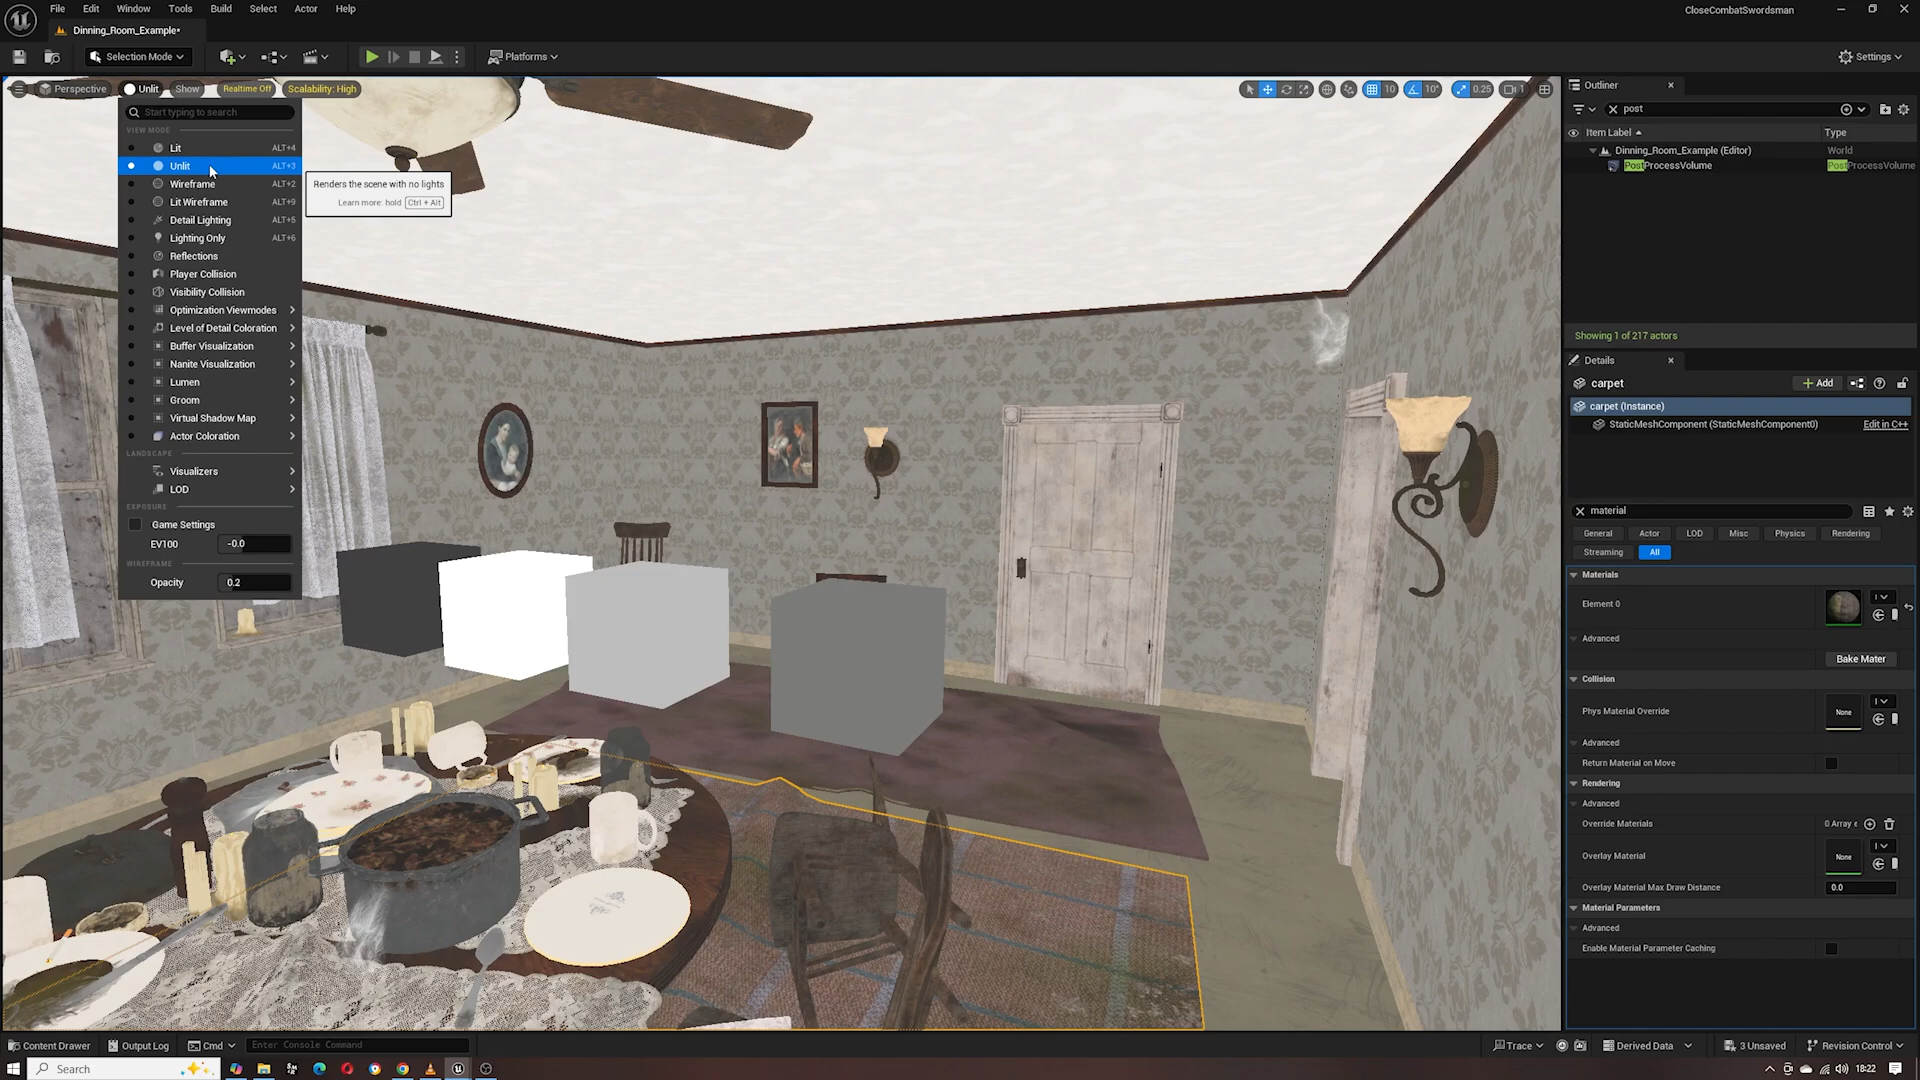 File Edit Window Tools Build Select Actor Help
CloseCombatSwordsman
Dinning_Room_Example*
Selection Mode
Platforms
Settings
Perspective Unlit Show Realtime Off Scalability: High
10 10° 0.25 1
Start typing to search
VIEW MODE
Lit ALT+4
Unlit ALT+3
Wireframe ALT+2
Lit Wireframe ALT+9
Detail Lighting ALT+5
Lighting Only ALT+6
Reflections
Player Collision
Visibility Collision
Optimization Viewmodes
Level of Detail Coloration
Buffer Visualization
Nanite Visualization
Lumen
Groom
Virtual Shadow Map
Actor Coloration
LANDSCAPE
Visualizers
LOD
EXPOSURE
Game Settings
EV100 -0.0
WIREFRAME
Opacity 0.2
Renders the scene with no lights
Learn more: hold Ctrl + Alt
Outliner
post
Item Label Type
Dinning_Room_Example (Editor) World
PostProcessVolume PostProcessVolume
Showing 1 of 217 actors
Details
carpet Add
carpet (Instance)
StaticMeshComponent (StaticMeshComponent0) Edit in C++
material
General Actor LOD Misc Physics Rendering
Streaming All
Materials
Element 0
Advanced
Bake Mater
Collision
Phys Material Override None
Advanced
Return Material on Move
Rendering
Advanced
Override Materials 0 Array e
Overlay Material None
Overlay Material Max Draw Distance 0.0
Material Parameters
Advanced
Enable Material Parameter Caching
Content Drawer Output Log Cmd Enter Console Command
Trace Derived Data 3 Unsaved Revision Control
Search
18:22